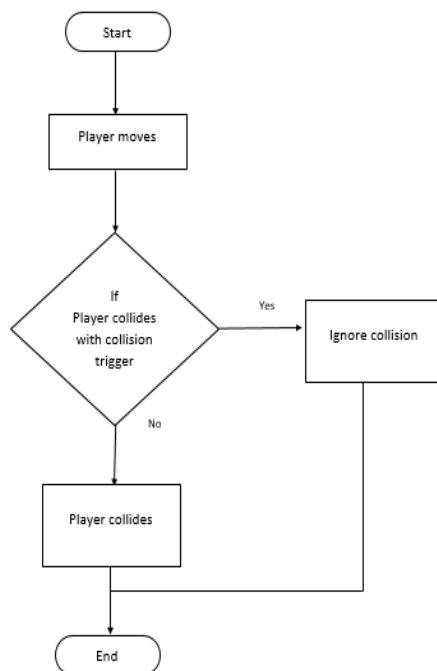 Start
Player moves
If
Player collides
with collision
trigger
Yes
Ignore collision
No
Player collides
End